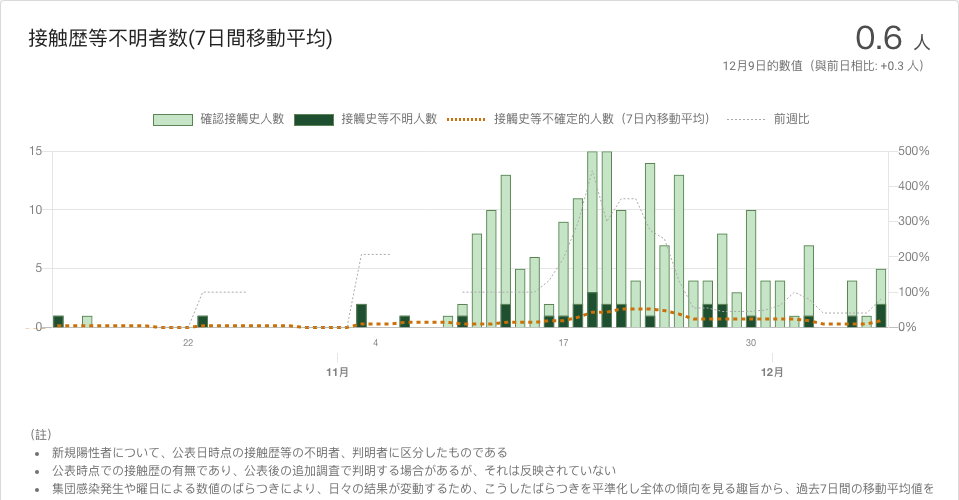 接触歴等不明者数(7日間移動平均)
0.6 人
12月9日的數值（與前日相比: +0.3 人）
確認接觸史人數 接觸史等不明人數 接觸史等不確定的人數（7日內移動平均） 前週比
15 500%
400%
10
300%
200%
5
100%
0 0%
22 4 17 30
11月 12月
（註）
新規陽性者について、公表日時点の接触歴等の不明者、判明者に区分したものである
公表時点での接触歴の有無であり、公表後の追加調査で判明する場合があるが、それは反映されていない
集団感染発生や曜日による数値のばらつきにより、日々の結果が変動するため、こうしたばらつきを平準化し全体の傾向を見る趣旨から、過去7日間の移動平均値を